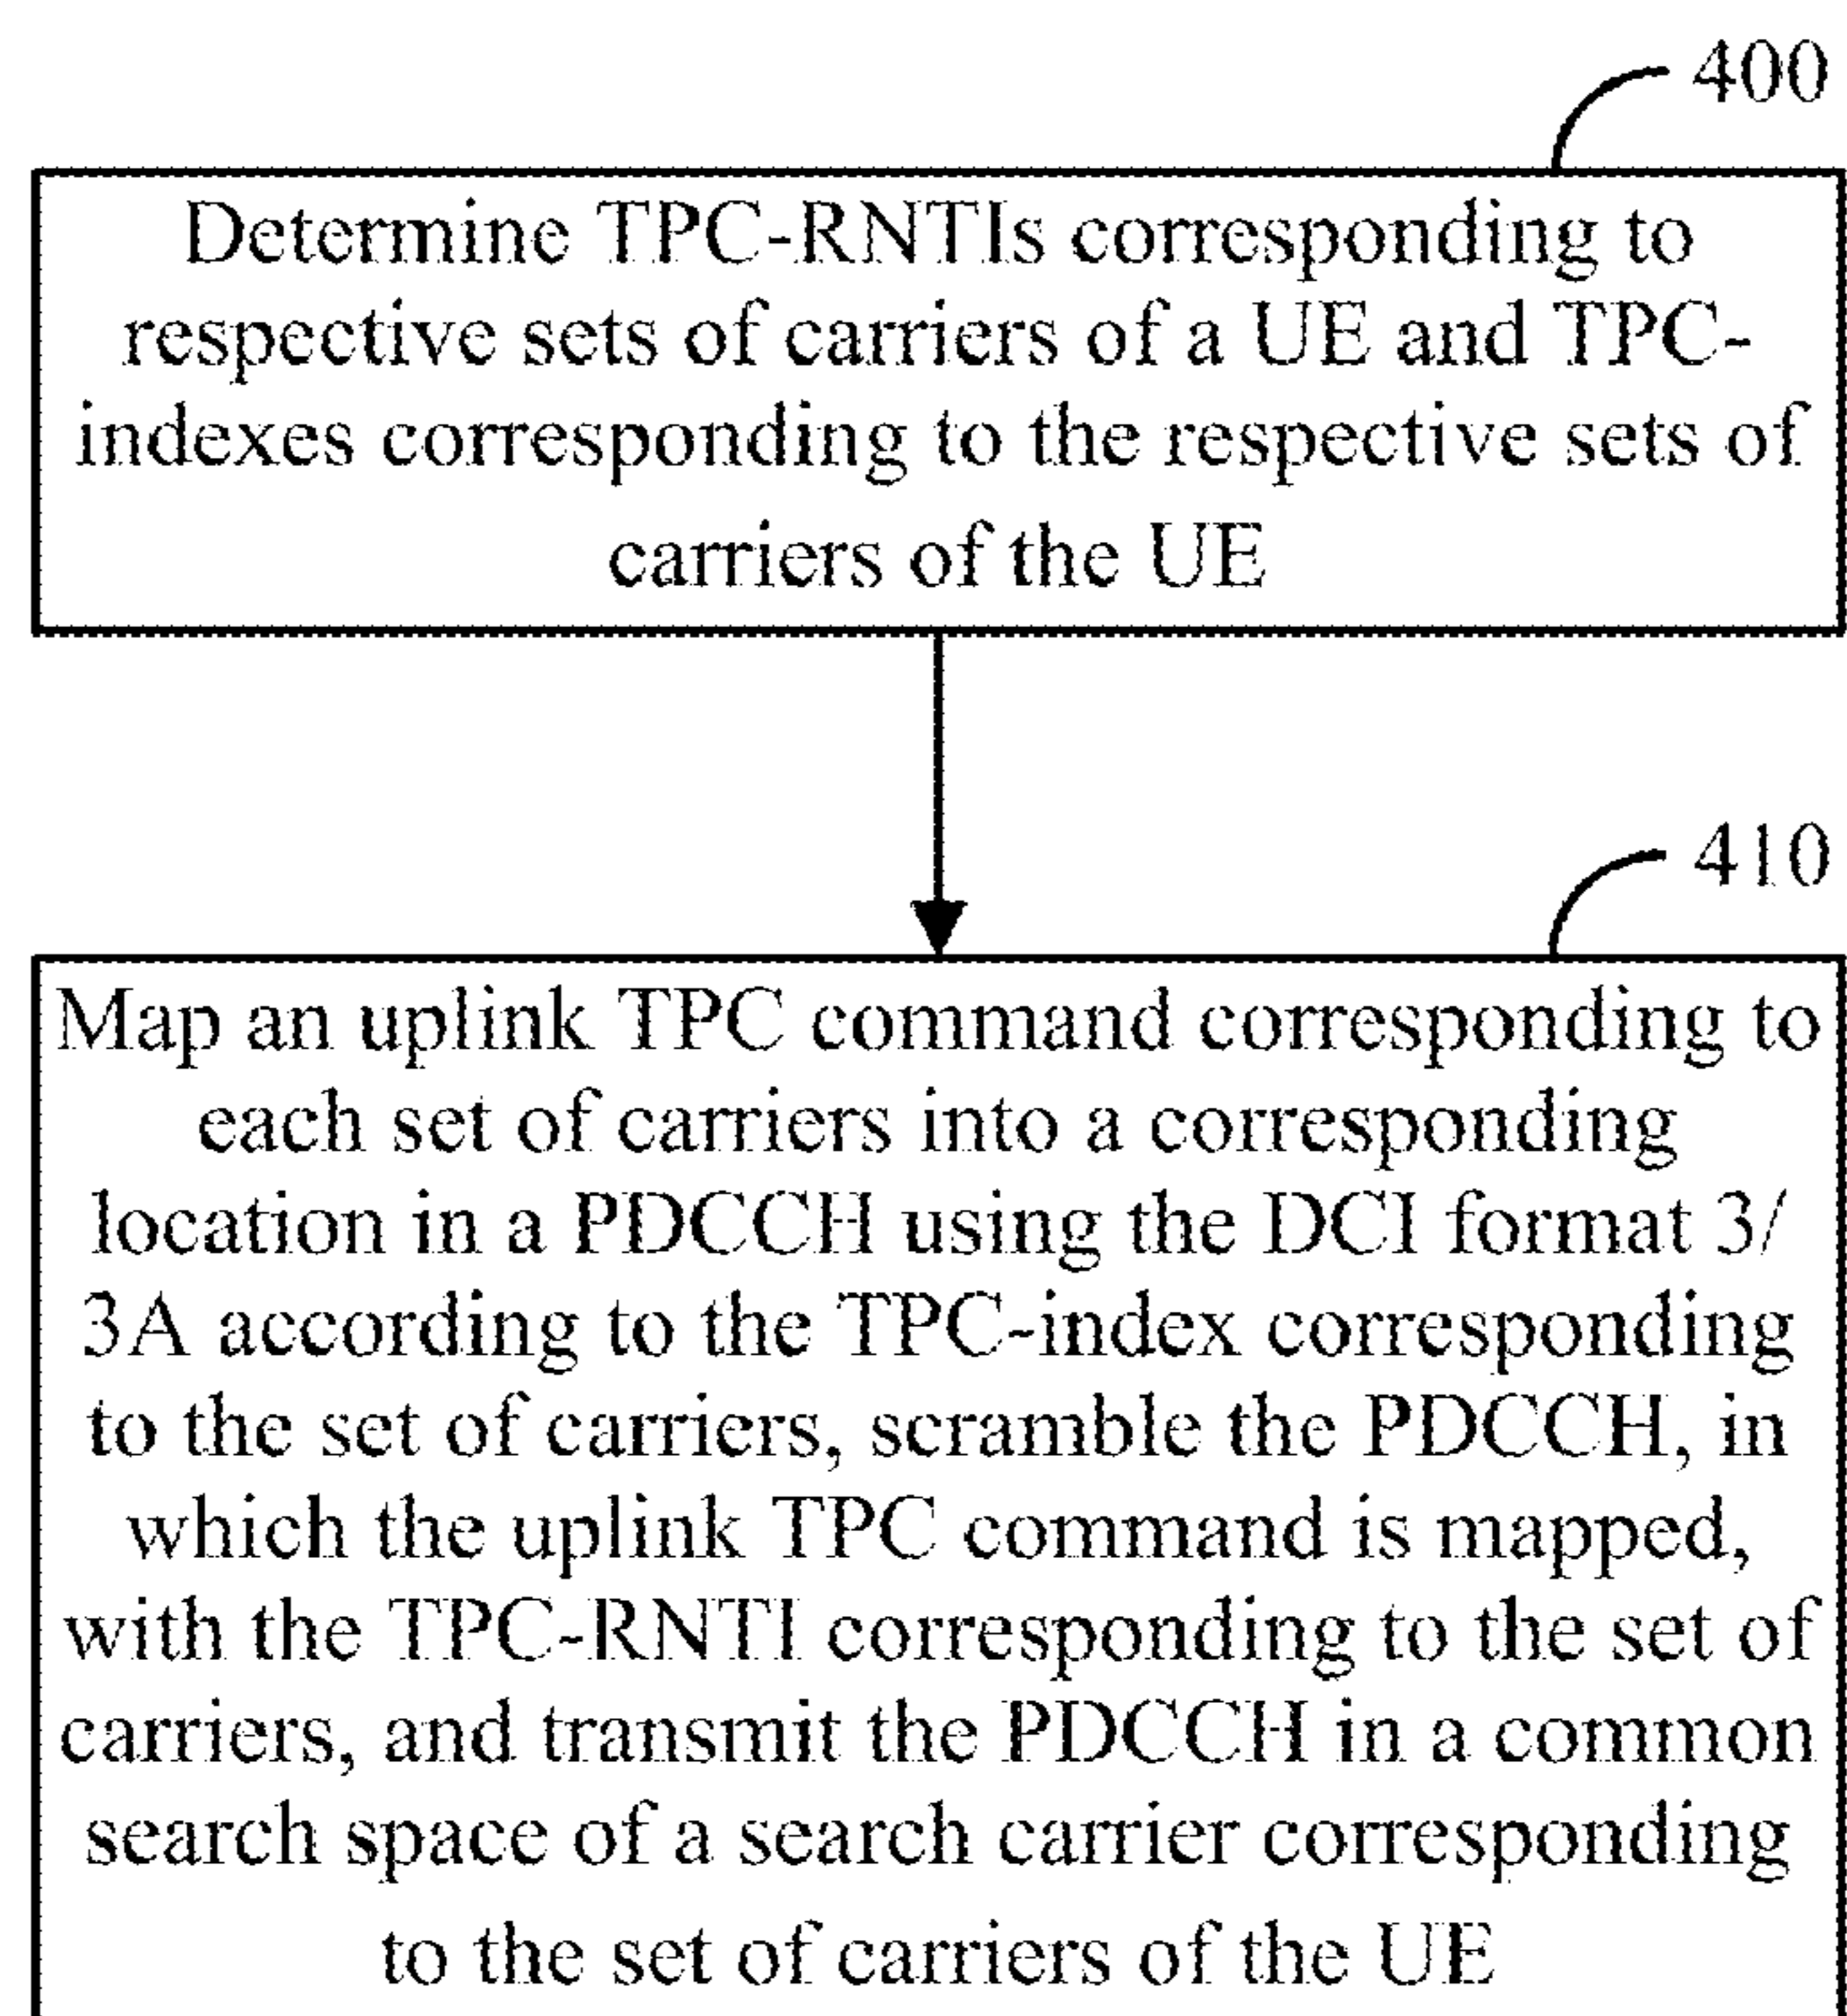 400
Determine TPC-RNTIs corresponding to
respective sets of carriers of a UE and TPC-
indexes corresponding to the respective sets of
carriers of the UE
410
Map an uplink TPC command corresponding to
each set of carriers into a corresponding
location in a PDCCH using the DCI format 3/
3A according to the TPC-index corresponding
to the set of carriers, scramble the PDCCH, in
which the uplink TPC command is mapped,
with the TPC-RNTI corresponding to the set of
carriers, and transmit the PDCCH in a common
search space of a search carrier corresponding
to the set of carriers of the UE